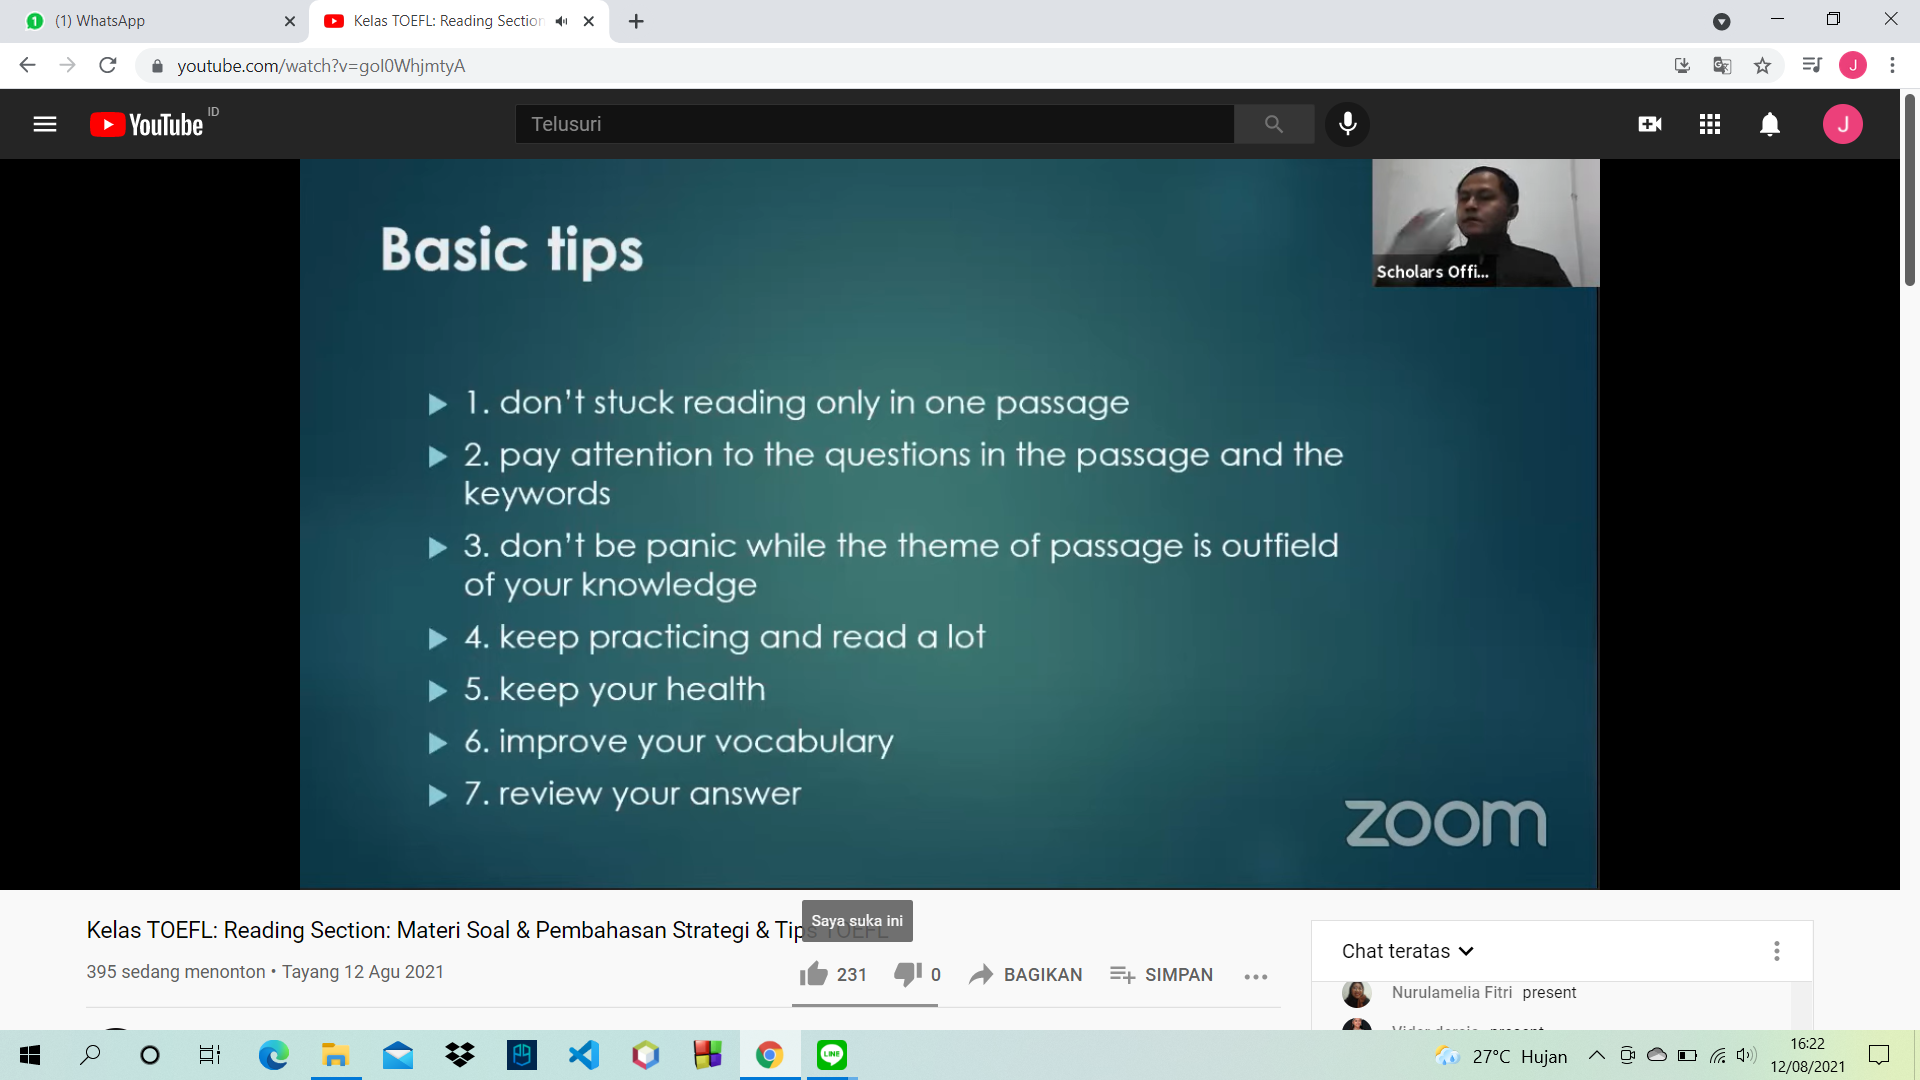 (1) WhatsApp
Kelas TOEFL: Reading Section
youtube.com/watch?v=goI0WhjmtyA
J
YouTube ID
Telusuri
J
Scholars Offi...
Basic tips
1. don't stuck reading only in one passage
2. pay attention to the questions in the passage and the
keywords
3. don't be panic while the theme of passage is outfield
of your knowledge
4. keep practicing and read a lot
5. keep your health
6. improve your vocabulary
7. review your answer
zoom
Kelas TOEFL: Reading Section: Materi Soal & Pembahasan Strategi & Tips TOEFL
Saya suka ini
395 sedang menonton • Tayang 12 Agu 2021
231 0 BAGIKAN SIMPAN
Chat teratas
Nurulamelia Fitri present
present
LINE
27°C Hujan
16:22
12/08/2021